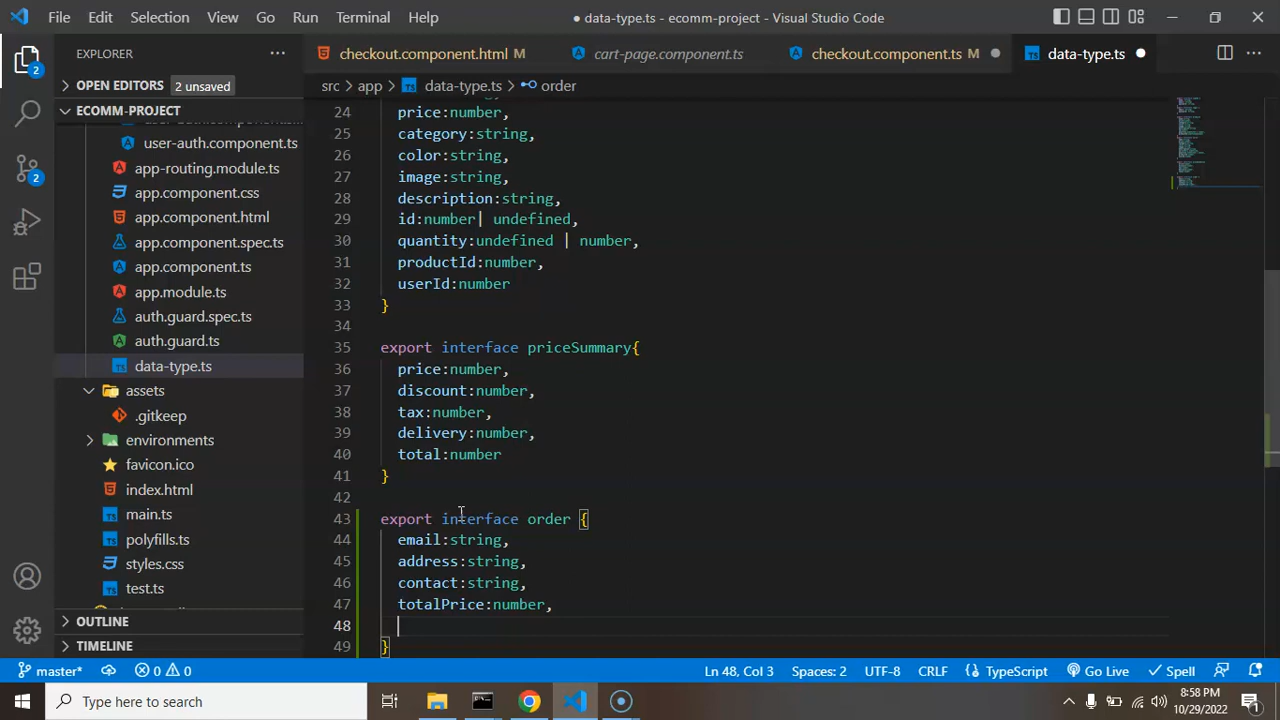 File Edit Selection View Go Run Terminal Help
● data-type.ts - ecomm-project - Visual Studio Code
EXPLORER
checkout.component.html M
cart-page.component.ts
checkout.component.ts M
data-type.ts
OPEN EDITORS 2 unsaved
src > app > data-type.ts > order
ECOMM-PROJECT
user-auth.component.ts
app-routing.module.ts
app.component.css
app.component.html
app.component.spec.ts
app.component.ts
app.module.ts
auth.guard.spec.ts
auth.guard.ts
data-type.ts
assets
.gitkeep
environments
favicon.ico
index.html
main.ts
polyfills.ts
styles.css
test.ts
OUTLINE
TIMELINE
2
2
24 price:number,
25 category:string,
26 color:string,
27 image:string,
28 description:string,
29 id:number| undefined,
30 quantity:undefined | number,
31 productId:number,
32 userId:number
33 }
34
35 export interface priceSummary{
36 price:number,
37 discount:number,
38 tax:number,
39 delivery:number,
40 total:number
41 }
42
43 export interface order {
44 email:string,
45 address:string,
46 contact:string,
47 totalPrice:number,
48
49 }
master* 0 0 Ln 48, Col 3 Spaces: 2 UTF-8 CRLF TypeScript Go Live Spell
Type here to search
8:58 PM
10/29/2022
1